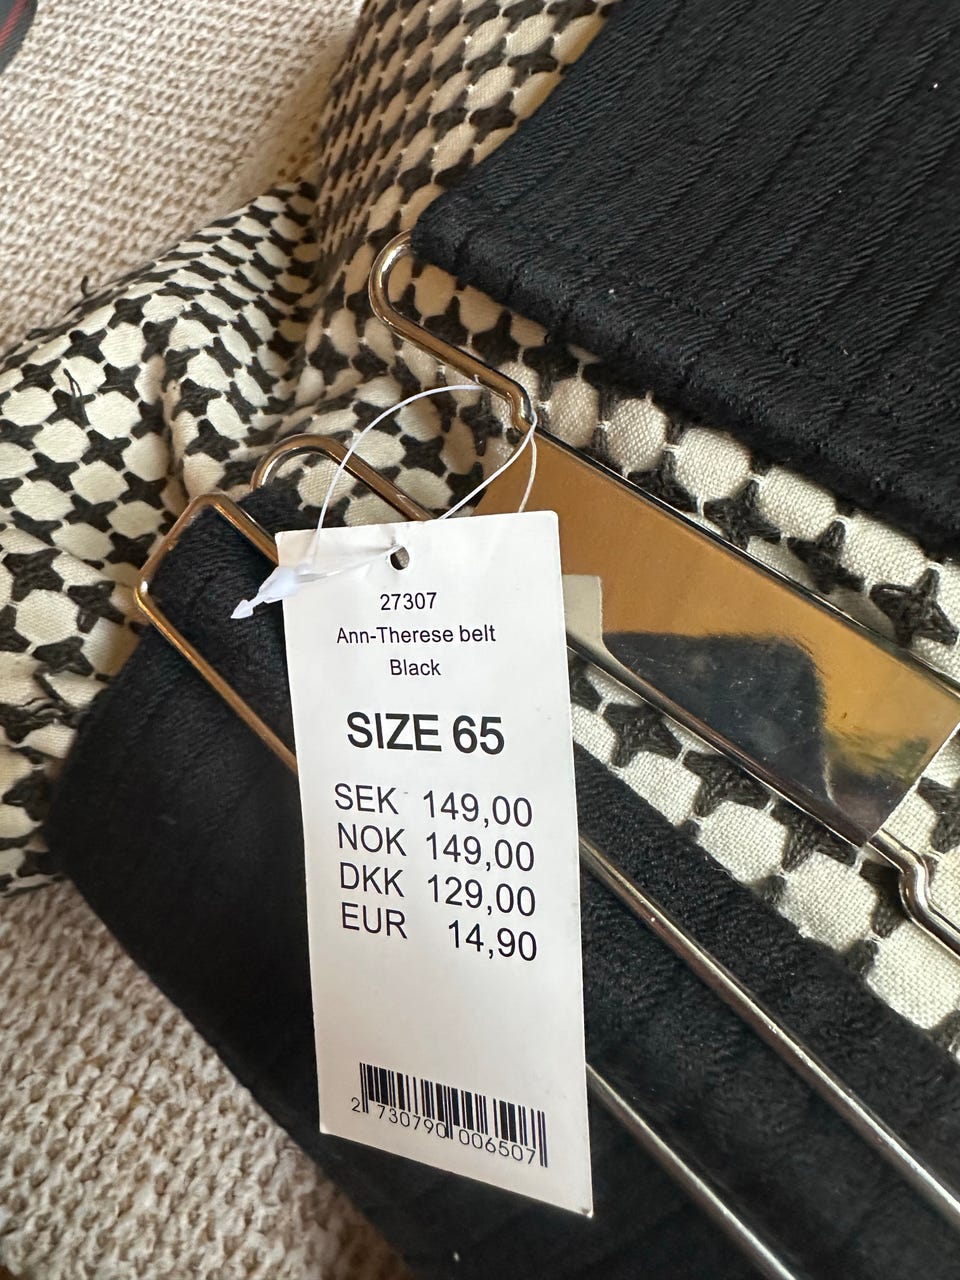 27307
Ann-Therese belt
Black
SIZE 65
SEK 149,00
NOK 149,00
DKK 129,00
EUR 14,90
2 730790 006507